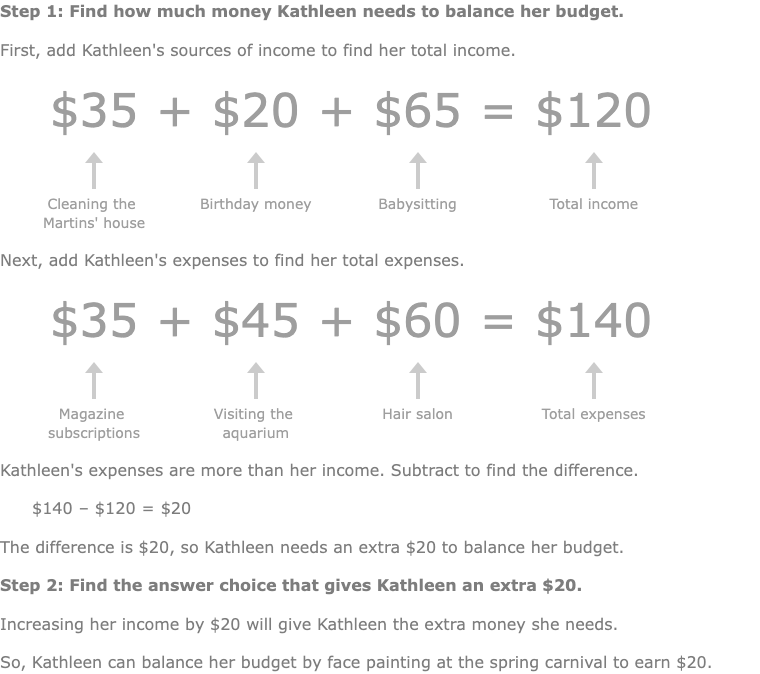 Step 1: Find how much money Kathleen needs to balance her budget.
First, add Kathleen's sources of income to find her total income.
$35 + $20 + $65 = $120
Cleaning the Martins' house
Birthday money
Babysitting
Total income
Next, add Kathleen's expenses to find her total expenses.
$35 + $45 + $60 = $140
Magazine subscriptions
Visiting the aquarium
Hair salon
Total expenses
Kathleen's expenses are more than her income. Subtract to find the difference.
$140 – $120 = $20
The difference is $20, so Kathleen needs an extra $20 to balance her budget.
Step 2: Find the answer choice that gives Kathleen an extra $20.
Increasing her income by $20 will give Kathleen the extra money she needs.
So, Kathleen can balance her budget by face painting at the spring carnival to earn $20.